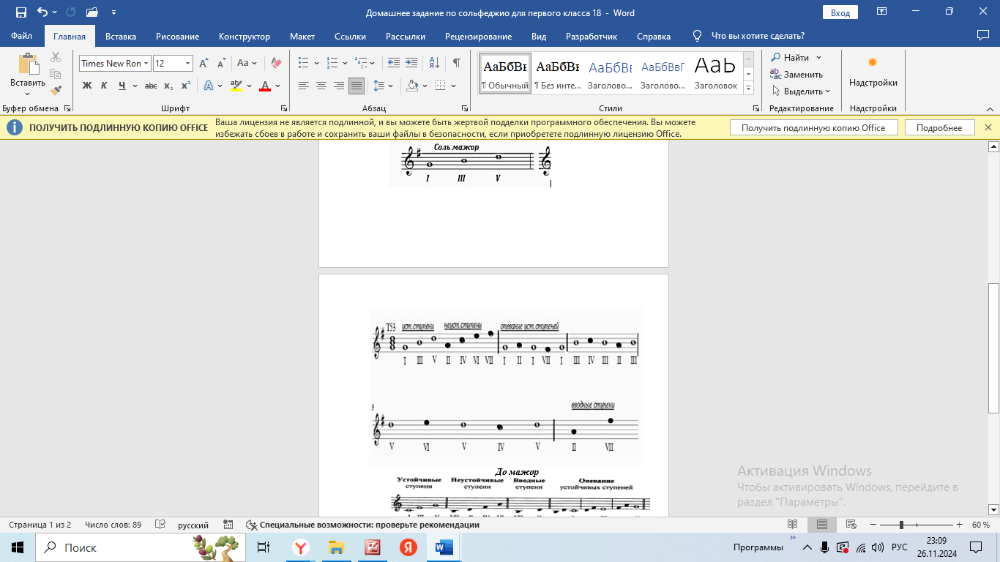 Домашнее задание по сольфеджио для первого класса 18 - Word
Вход
Файл Главная Вставка Рисование Конструктор Макет Ссылки Рассылки Рецензирование Вид Разработчик Справка Что вы хотите сделать?
Вставить
Буфер обмена
Times New Ron 12 Aa
Ж К Ч abc x₂ x²
Шрифт
Абзац
АаБбВв АаБбВв АаБбВв АаБбВвГ АаЬ
¶ Обычный ¶ Без инте... Заголово... Заголово... Заголовок
Стили
Найти
Заменить
Выделить
Редактирование
Настройки
Настройки
ПОЛУЧИТЬ ПОДЛИННУЮ КОПИЮ OFFICE
Ваша лицензия не является подлинной, и вы можете быть жертвой подделки программного обеспечения. Вы можете
избежать сбоев в работе и сохранить ваши файлы в безопасности, если приобретете подлинную лицензию Office.
Получить подлинную копию Office Подробнее
Соль мажор
I III V
Т53 уст.ступени неуст.ступени опевание уст.ступеней
I III V II IV VI VII I II I VII I III IV III II III
9
вводные ступени
V VI V IV V II VII
До мажор
Устойчивые Неустойчивые Вводные Опевание
ступени ступени ступени устойчивых ступеней
Активация Windows
Чтобы активировать Windows, перейдите в
раздел "Параметры".
Страница 1 из 2 Число слов: 89 русский Специальные возможности: проверьте рекомендации 60 %
Поиск
Программы
РУС
23:09
26.11.2024